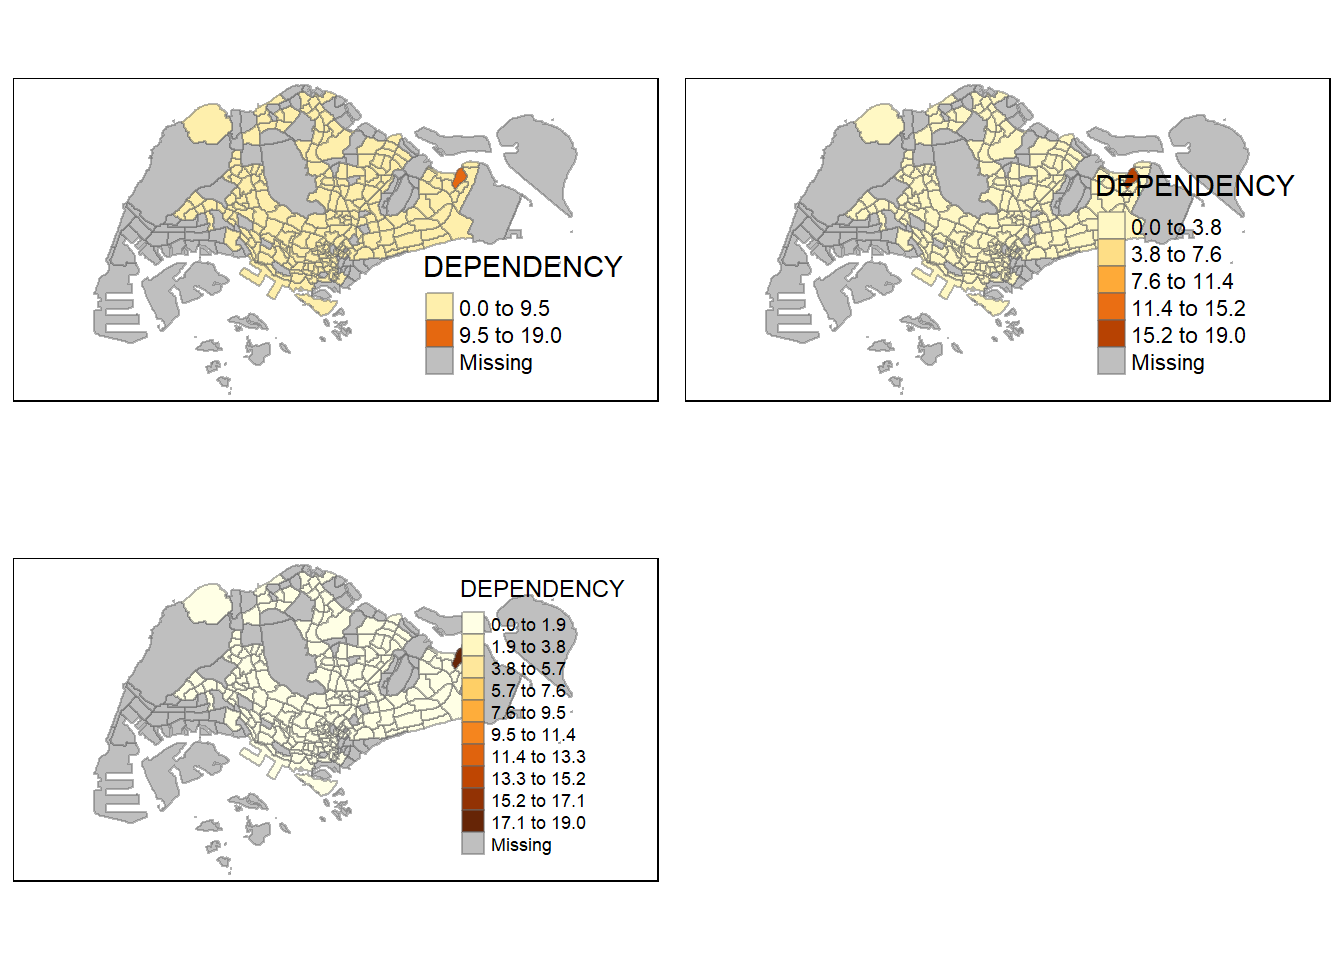 DEPENDENCY
0.0 to 9.5
9.5 to 19.0
Missing
DEPENDENCY
0.0 to 3.8
3.8 to 7.6
7.6 to 11.4
11.4 to 15.2
15.2 to 19.0
Missing
DEPENDENCY
0.0 to 1.9
1.9 to 3.8
3.8 to 5.7
5.7 to 7.6
7.6 to 9.5
9.5 to 11.4
11.4 to 13.3
13.3 to 15.2
15.2 to 17.1
17.1 to 19.0
Missing